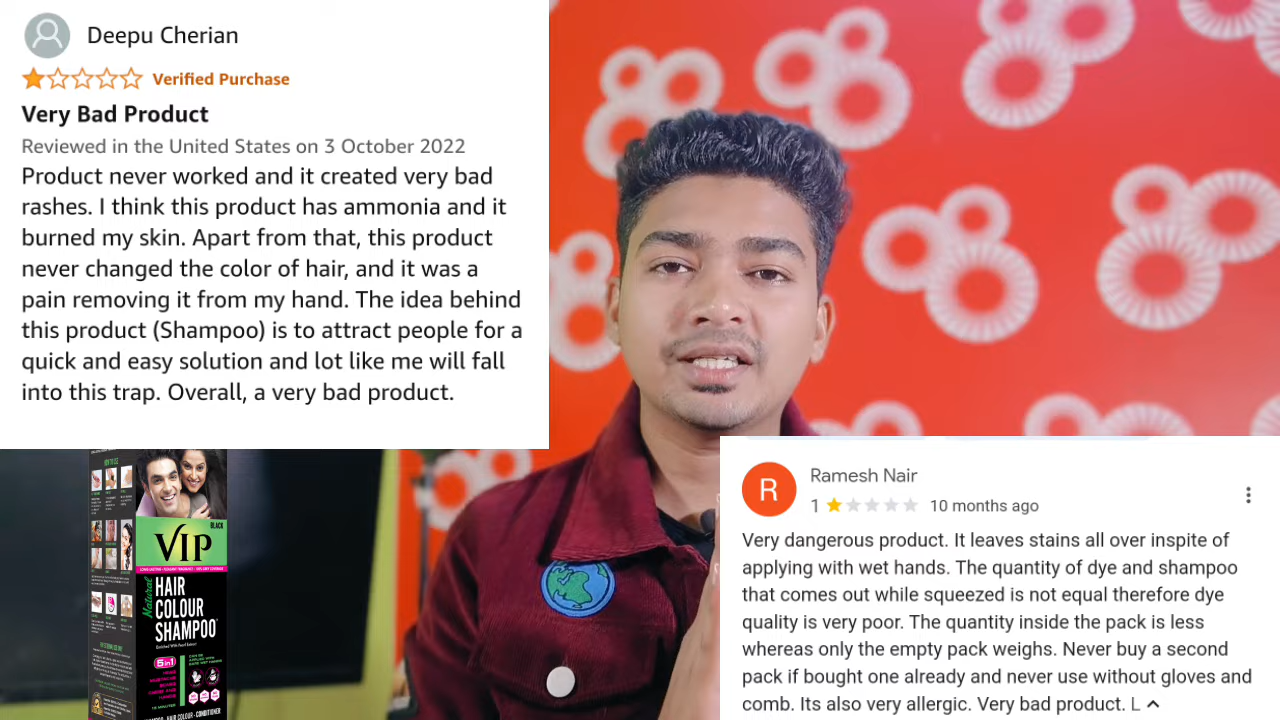 Deepu Cherian
Verified Purchase
Very Bad Product
Reviewed in the United States on 3 October 2022
Product never worked and it created very bad
rashes. I think this product has ammonia and it
burned my skin. Apart from that, this product
never changed the color of hair, and it was a
pain removing it from my hand. The idea behind
this product (Shampoo) is to attract people for a
quick and easy solution and lot like me will fall
into this trap. Overall, a very bad product.
BLACK
VIP
Natural
HAIR
COLOUR
SHAMPOO
5in1
R
Ramesh Nair
1
10 months ago
Very dangerous product. It leaves stains all over inspite of
applying with wet hands. The quantity of dye and shampoo
that comes out while squeezed is not equal therefore dye
quality is very poor. The quantity inside the pack is less
whereas only the empty pack weighs. Never buy a second
pack if bought one already and never use without gloves and
comb. Its also very allergic. Very bad product. L